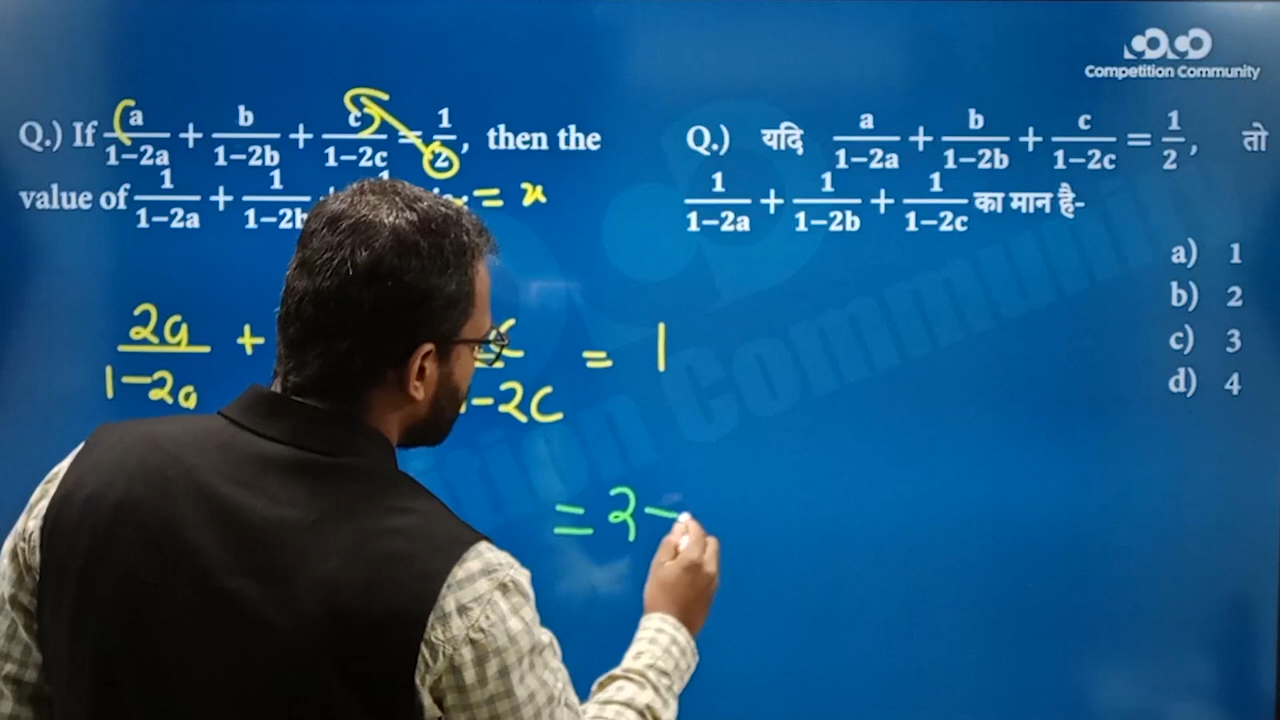 Competition Community
Q.) If a/(1−2a) + b/(1−2b) + c/(1−2c) = 1/2, then the
value of 1/(1−2a) + 1/(1−2b = x
2a/(1−2a) + c/(−2c) = 1
= 3 −
Q.) यदि a/(1−2a) + b/(1−2b) + c/(1−2c) = 1/2, तो
1/(1−2a) + 1/(1−2b) + 1/(1−2c) का मान है-
a) 1
b) 2
c) 3
d) 4